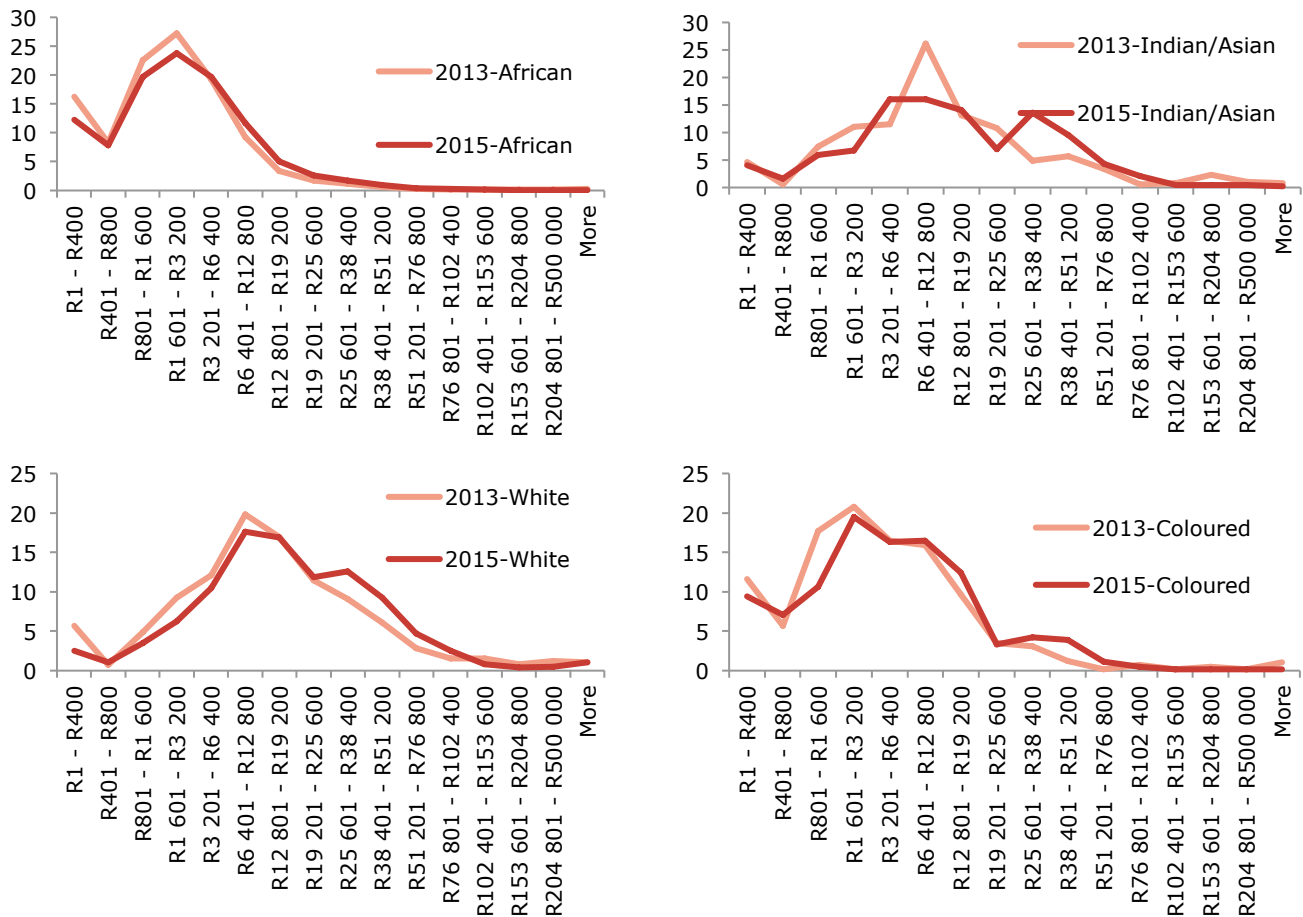 30
25
20
15
10
5
0
2013-African
2015-African
R1 - R400
R401 - R800
R801 - R1 600
R1 601 - R3 200
R3 201 - R6 400
R6 401 - R12 800
R12 801 - R19 200
R19 201 - R25 600
R25 601 - R38 400
R38 401 - R51 200
R51 201 - R76 800
R76 801 - R102 400
R102 401 - R153 600
R153 601 - R204 800
R204 801 - R500 000
More
30
25
20
15
10
5
0
2013-Indian/Asian
2015-Indian/Asian
R1 - R400
R401 - R800
R801 - R1 600
R1 601 - R3 200
R3 201 - R6 400
R6 401 - R12 800
R12 801 - R19 200
R19 201 - R25 600
R25 601 - R38 400
R38 401 - R51 200
R51 201 - R76 800
R76 801 - R102 400
R102 401 - R153 600
R153 601 - R204 800
R204 801 - R500 000
More
25
20
15
10
5
0
2013-White
2015-White
R1 - R400
R401 - R800
R801 - R1 600
R1 601 - R3 200
R3 201 - R6 400
R6 401 - R12 800
R12 801 - R19 200
R19 201 - R25 600
R25 601 - R38 400
R38 401 - R51 200
R51 201 - R76 800
R76 801 - R102 400
R102 401 - R153 600
R153 601 - R204 800
R204 801 - R500 000
More
25
20
15
10
5
0
2013-Coloured
2015-Coloured
R1 - R400
R401 - R800
R801 - R1 600
R1 601 - R3 200
R3 201 - R6 400
R6 401 - R12 800
R12 801 - R19 200
R19 201 - R25 600
R25 601 - R38 400
R38 401 - R51 200
R51 201 - R76 800
R76 801 - R102 400
R102 401 - R153 600
R153 601 - R204 800
R204 801 - R500 000
More